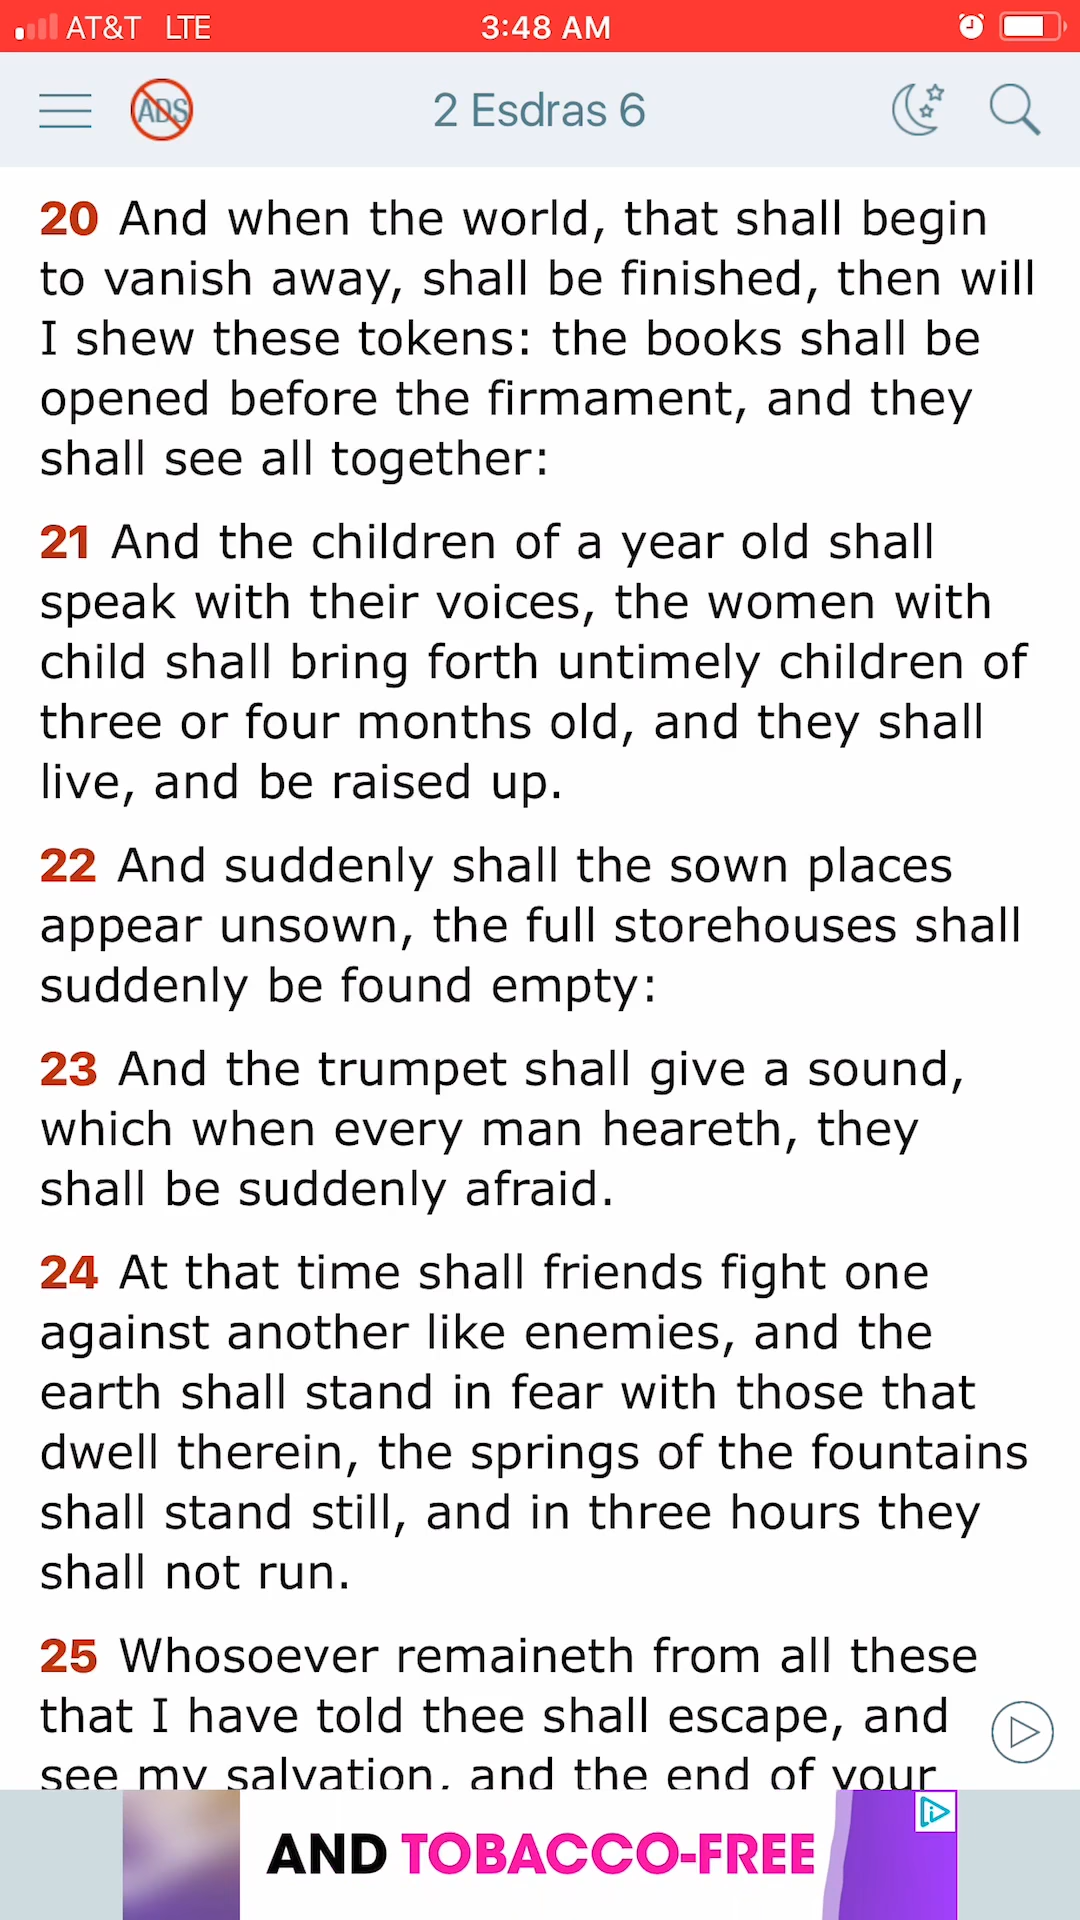 AT&T LTE 3:48 AM
ADS 2 Esdras 6
20 And when the world, that shall begin
to vanish away, shall be finished, then will
I shew these tokens: the books shall be
opened before the firmament, and they
shall see all together:
21 And the children of a year old shall
speak with their voices, the women with
child shall bring forth untimely children of
three or four months old, and they shall
live, and be raised up.
22 And suddenly shall the sown places
appear unsown, the full storehouses shall
suddenly be found empty:
23 And the trumpet shall give a sound,
which when every man heareth, they
shall be suddenly afraid.
24 At that time shall friends fight one
against another like enemies, and the
earth shall stand in fear with those that
dwell therein, the springs of the fountains
shall stand still, and in three hours they
shall not run.
25 Whosoever remaineth from all these
that I have told thee shall escape, and
see my salvation, and the end of your
AND TOBACCO-FREE